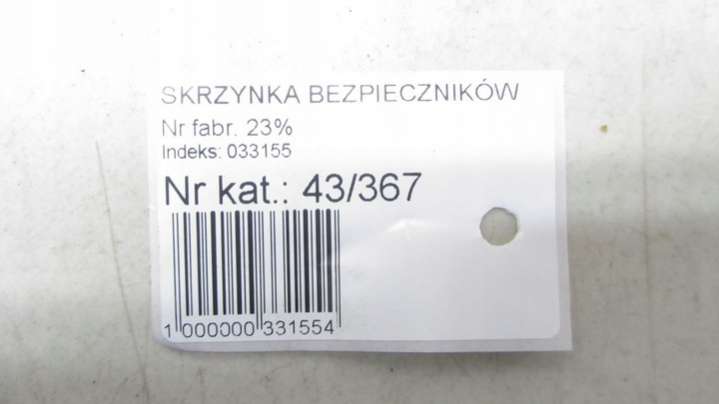 SKRZYNKA BEZPIECZNIKÓW
Nr fabr. 23%
Indeks: 033155
Nr kat.: 43/367
1 000000 331554